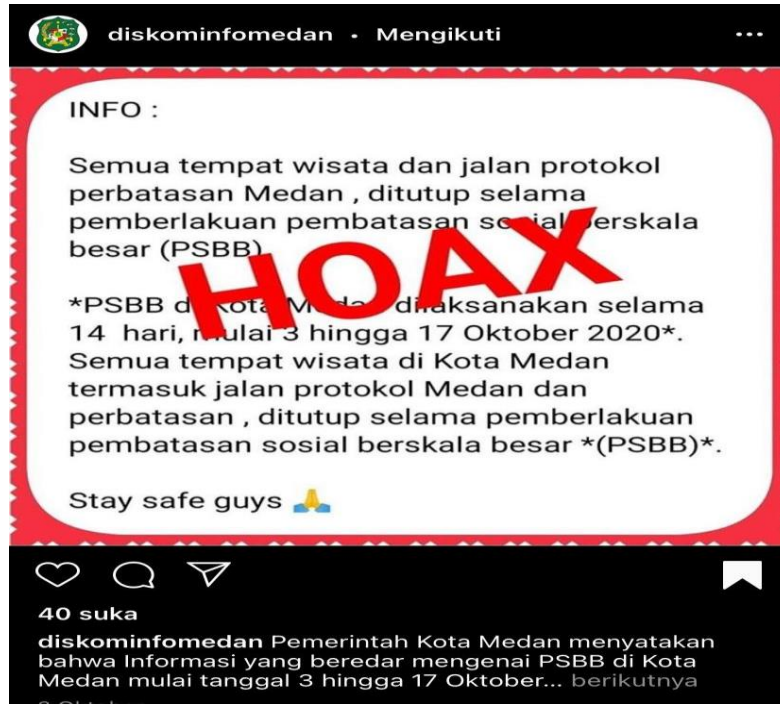 diskominfomedan • Mengikuti
INFO :
Semua tempat wisata dan jalan protokol
perbatasan Medan , ditutup selama
pemberlakuan pembatasan sosial berskala
besar (PSBB)
HOAX
*PSBB di Kota Medan dilaksanakan selama
14 hari, mulai 3 hingga 17 Oktober 2020*.
Semua tempat wisata di Kota Medan
termasuk jalan protokol Medan dan
perbatasan , ditutup selama pemberlakuan
pembatasan sosial berskala besar *(PSBB)*.
Stay safe guys 🙏
40 suka
diskominfomedan Pemerintah Kota Medan menyatakan
bahwa Informasi yang beredar mengenai PSBB di Kota
Medan mulai tanggal 3 hingga 17 Oktober... berikutnya